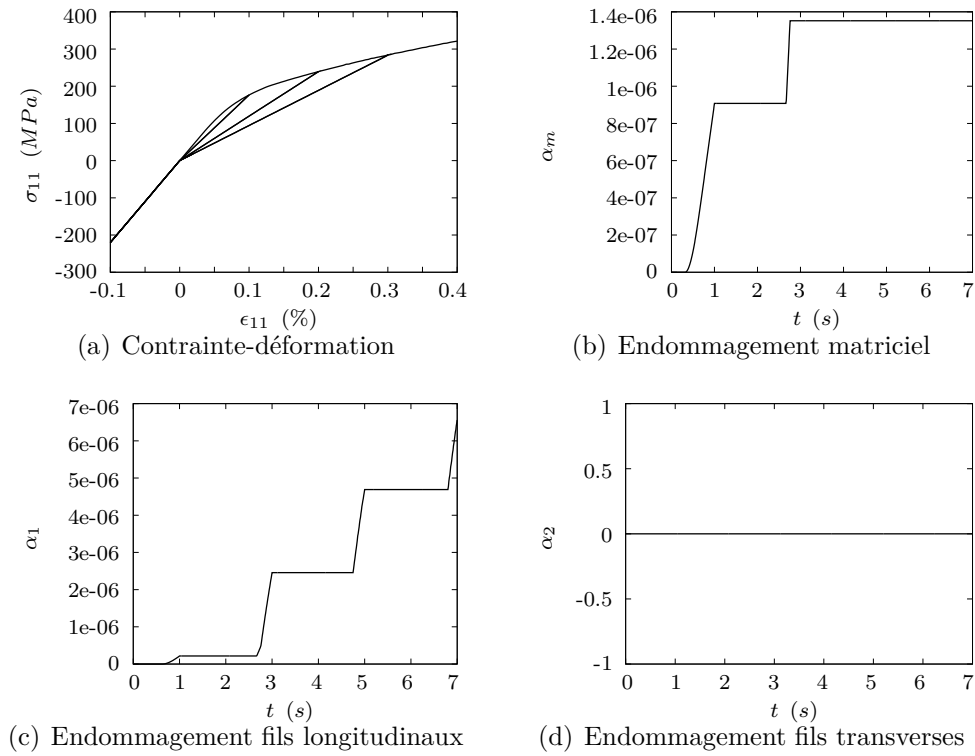 400
300
200
100
0
-100
-200
-300
σ11 (MPa)
-0.1 0 0.1 0.2 0.3 0.4
ϵ11 (%)
(a) Contrainte-déformation
1.4e-06
1.2e-06
1e-06
8e-07
6e-07
4e-07
2e-07
0
αm
0 1 2 3 4 5 6 7
t (s)
(b) Endommagement matriciel
7e-06
6e-06
5e-06
4e-06
3e-06
2e-06
1e-06
0
α1
0 1 2 3 4 5 6 7
t (s)
(c) Endommagement fils longitudinaux
1
0.5
0
-0.5
-1
α2
0 1 2 3 4 5 6 7
t (s)
(d) Endommagement fils transverses